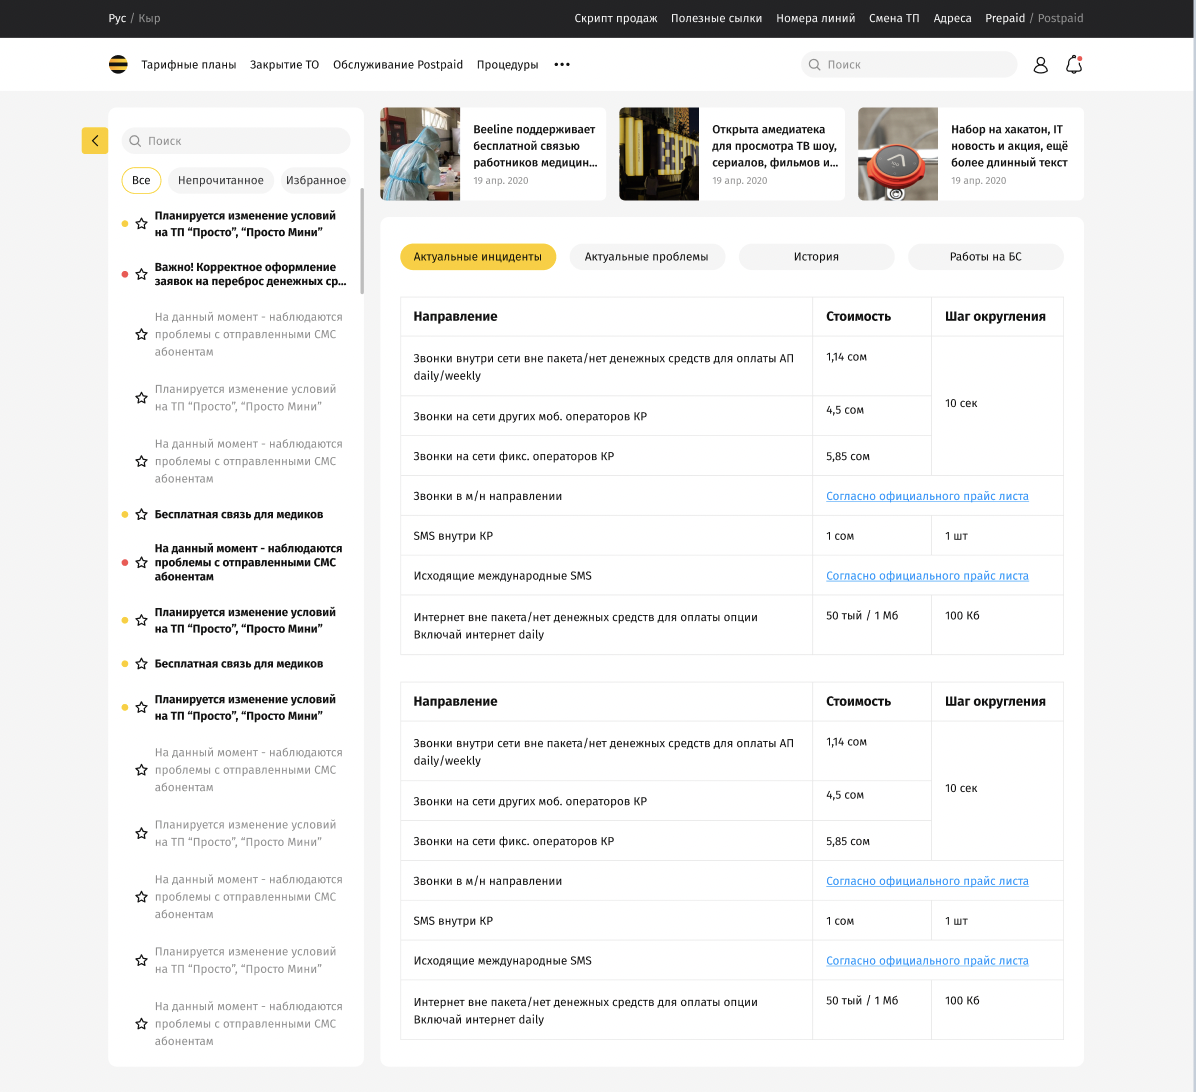 Рус / Кыр
Скрипт продаж Полезные сылки Номера линий Смена ТП Адреса Prepaid / Postpaid
Тарифные планы Закрытие ТО Обслуживание Postpaid Процедуры •••
Поиск
Поиск
Все Непрочитанное Избранное
Планируется изменение условий
на ТП “Просто”, “Просто Мини”
Важно! Корректное оформление
заявок на переброс денежных ср...
На данный момент - наблюдаются
проблемы с отправленными СМС
абонентам
Планируется изменение условий
на ТП “Просто”, “Просто Мини”
На данный момент - наблюдаются
проблемы с отправленными СМС
абонентам
Бесплатная связь для медиков
На данный момент - наблюдаются
проблемы с отправленными СМС
абонентам
Планируется изменение условий
на ТП “Просто”, “Просто Мини”
Бесплатная связь для медиков
Планируется изменение условий
на ТП “Просто”, “Просто Мини”
На данный момент - наблюдаются
проблемы с отправленными СМС
абонентам
Планируется изменение условий
на ТП “Просто”, “Просто Мини”
На данный момент - наблюдаются
проблемы с отправленными СМС
абонентам
Планируется изменение условий
на ТП “Просто”, “Просто Мини”
На данный момент - наблюдаются
проблемы с отправленными СМС
абонентам
Beeline поддерживает
бесплатной связью
работников медицин...
19 апр. 2020
Открыта амедиатека
для просмотра ТВ шоу,
сериалов, фильмов и...
19 апр. 2020
Набор на хакатон, IT
новость и акция, ещё
более длинный текст
19 апр. 2020
Актуальные инциденты Актуальные проблемы История Работы на БС
Направление Стоимость Шаг округления
Звонки внутри сети вне пакета/нет денежных средств для оплаты АП
daily/weekly
1,14 сом
10 сек
Звонки на сети других моб. операторов КР 4,5 сом
Звонки на сети фикс. операторов КР 5,85 сом
Звонки в м/н направлении Согласно официального прайс листа
SMS внутри КР 1 сом 1 шт
Исходящие международные SMS Согласно официального прайс листа
Интернет вне пакета/нет денежных средств для оплаты опции
Включай интернет daily
50 тый / 1 Мб 100 Кб
Направление Стоимость Шаг округления
Звонки внутри сети вне пакета/нет денежных средств для оплаты АП
daily/weekly
1,14 сом
10 сек
Звонки на сети других моб. операторов КР 4,5 сом
Звонки на сети фикс. операторов КР 5,85 сом
Звонки в м/н направлении Согласно официального прайс листа
SMS внутри КР 1 сом 1 шт
Исходящие международные SMS Согласно официального прайс листа
Интернет вне пакета/нет денежных средств для оплаты опции
Включай интернет daily
50 тый / 1 Мб 100 Кб